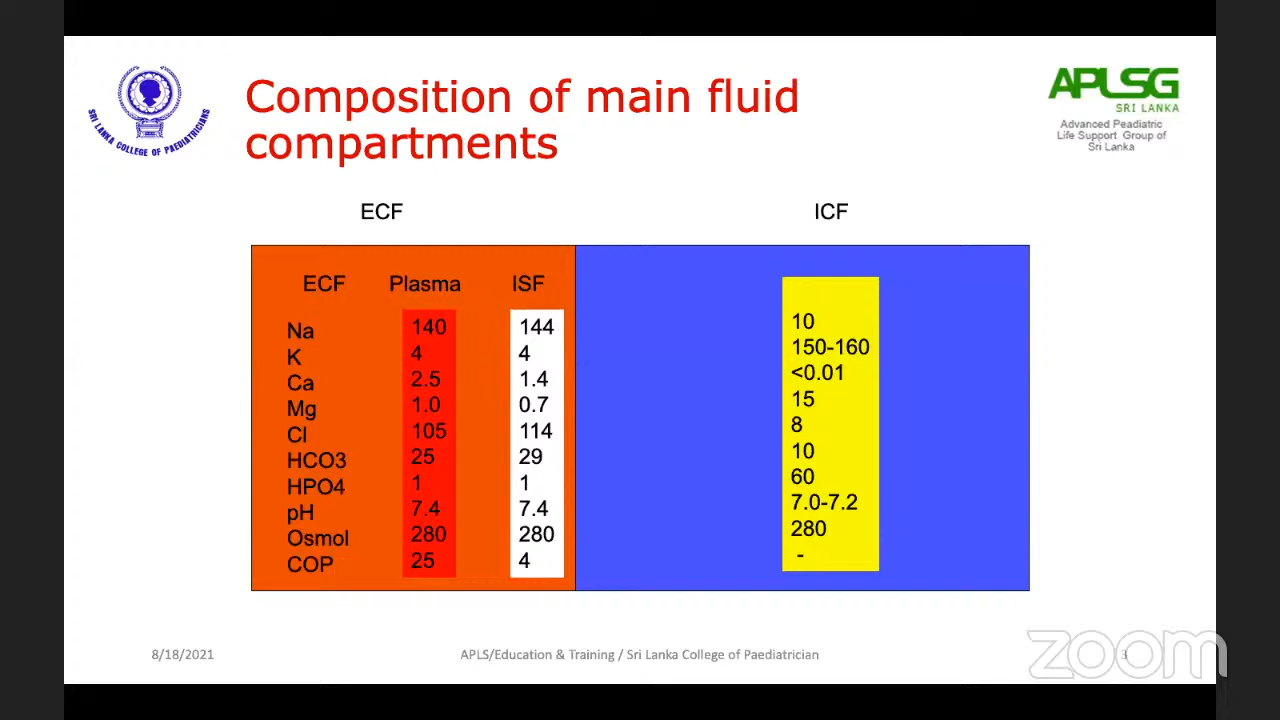 SRI LANKA COLLEGE OF PAEDIATRICIANS
Composition of main fluid
compartments
APLSG
SRI LANKA
Advanced Peadiatric
Life Support Group of
Sri Lanka
ECF ICF
ECF Plasma ISF
Na 140 144 10
K 4 4 150-160
Ca 2.5 1.4 <0.01
Mg 1.0 0.7 15
Cl 105 114 8
HCO3 25 29 10
HPO4 1 1 60
pH 7.4 7.4 7.0-7.2
Osmol 280 280 280
COP 25 4 -
8/18/2021 APLS/Education & Training / Sri Lanka College of Paediatrician 3
zoom